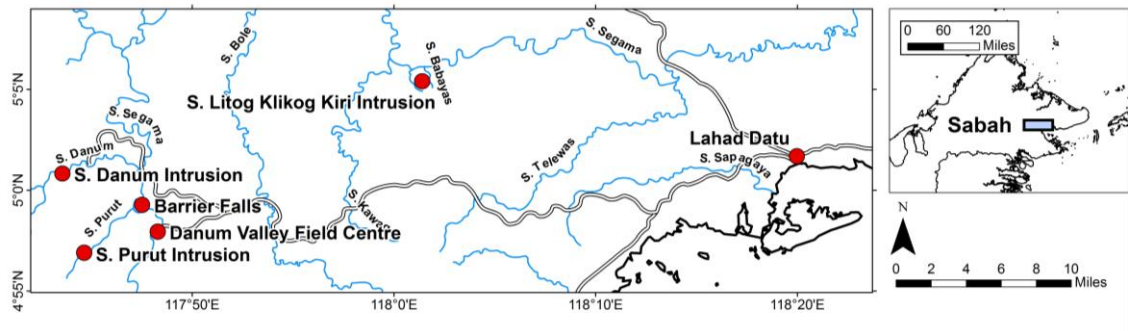 S. Bole
S. Babayas
S. Segama
S. Litog Klikog Kiri Intrusion
S. Segama
Lahad Datu
S. Danum
S. Telewas
S. Sapagaya
S. Danum Intrusion
S. Purut
Barrier Falls
S. Kawag
Danum Valley Field Centre
S. Purut Intrusion
5°5'N
5°0'N
4°55'N
117°50'E
118°0'E
118°10'E
118°20'E
0 60 120
Miles
Sabah
N
0 2 4 6 8 10
Miles